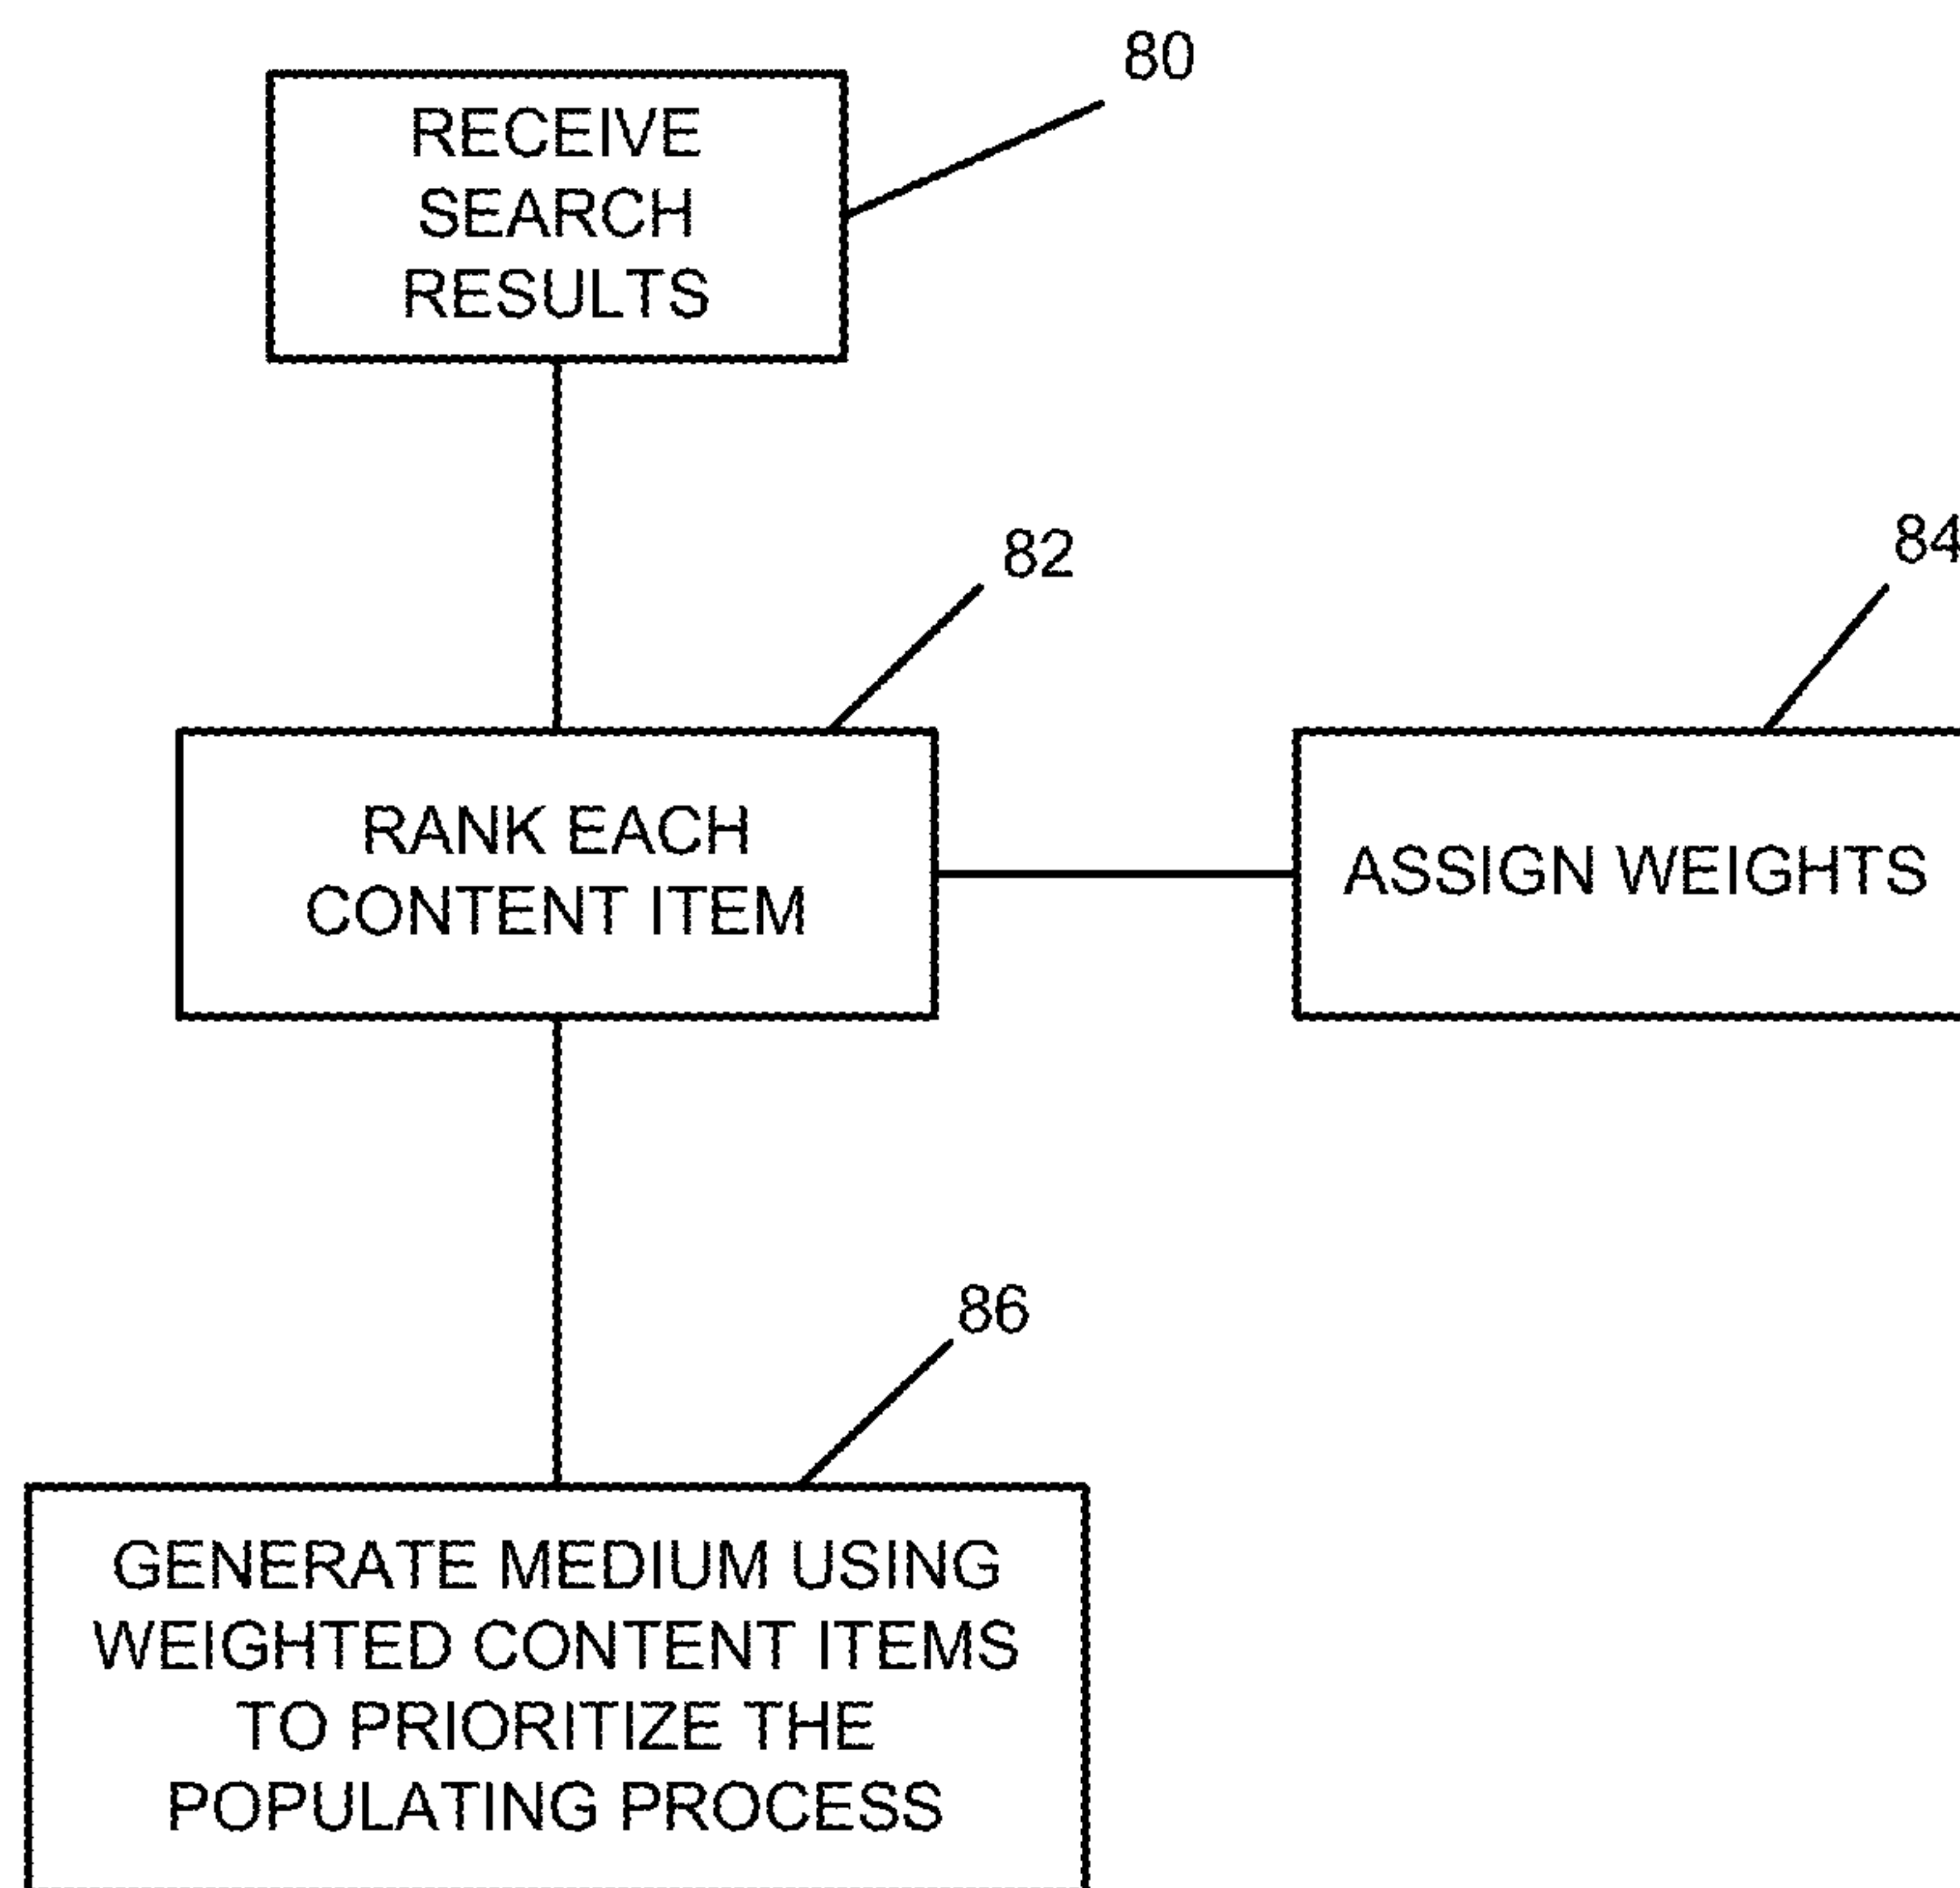 80
RECEIVE
SEARCH
RESULTS
82
84
RANK EACH
CONTENT ITEM
ASSIGN WEIGHTS
86
GENERATE MEDIUM USING
WEIGHTED CONTENT ITEMS
TO PRIORITIZE THE
POPULATING PROCESS